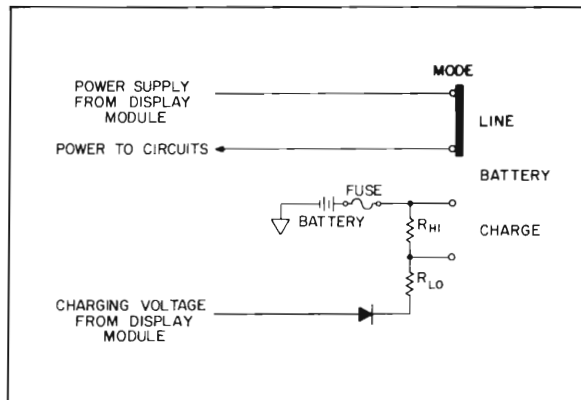 MODE
POWER SUPPLY
FROM DISPLAY
MODULE
LINE
POWER TO CIRCUITS
BATTERY
FUSE
BATTERY
R HI
CHARGE
R LO
CHARGING VOLTAGE
FROM DISPLAY
MODULE